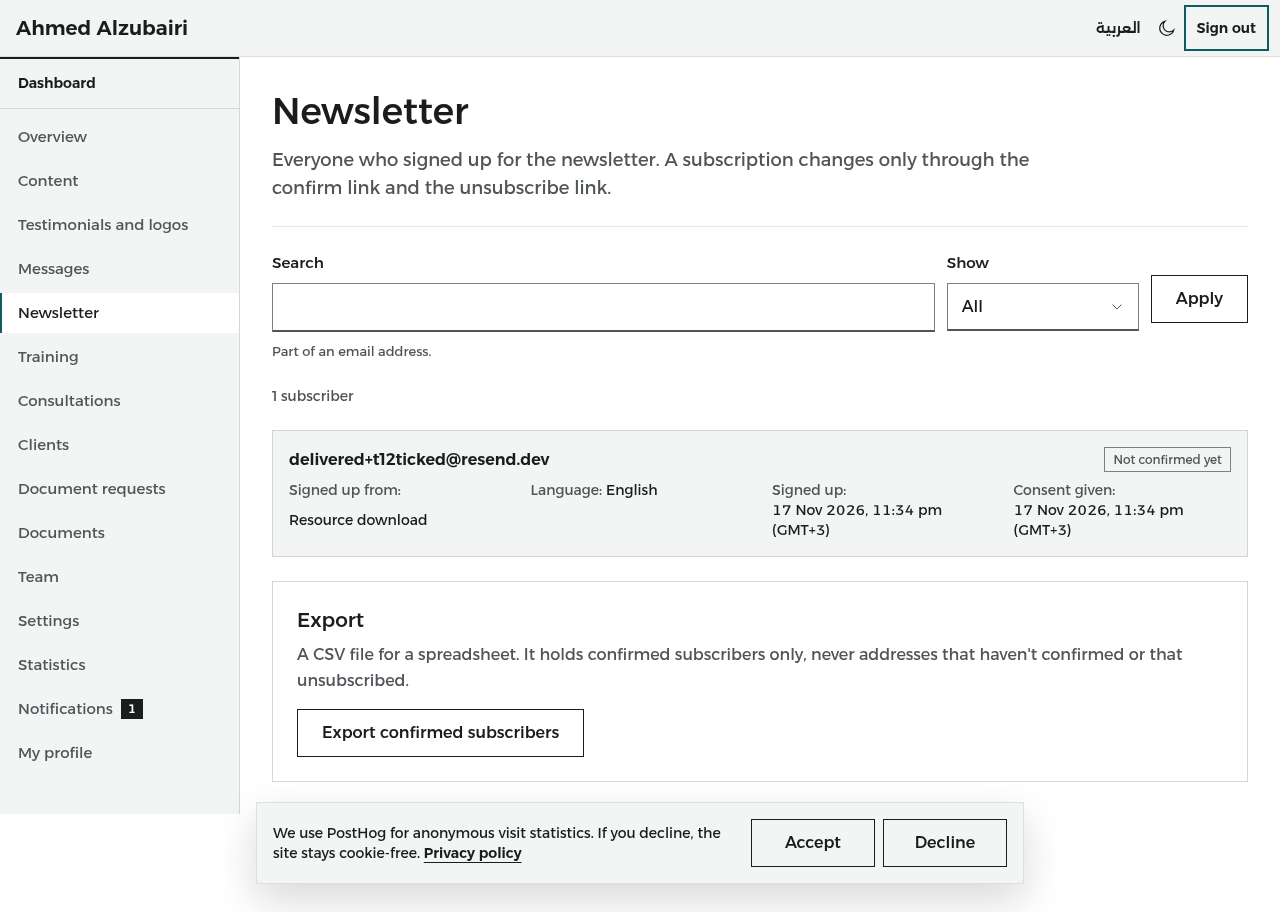 Ahmed Alzubairi
العربية
Sign out
Dashboard
Overview
Content
Testimonials and logos
Messages
Newsletter
Training
Consultations
Clients
Document requests
Documents
Team
Settings
Statistics
Notifications 1
My profile
Newsletter
Everyone who signed up for the newsletter. A subscription changes only through the
confirm link and the unsubscribe link.
Search
Show
All
Apply
Part of an email address.
1 subscriber
delivered+t12ticked@resend.dev
Not confirmed yet
Signed up from:
Resource download
Language: English
Signed up:
17 Nov 2026, 11:34 pm
(GMT+3)
Consent given:
17 Nov 2026, 11:34 pm
(GMT+3)
Export
A CSV file for a spreadsheet. It holds confirmed subscribers only, never addresses that haven't confirmed or that
unsubscribed.
Export confirmed subscribers
We use PostHog for anonymous visit statistics. If you decline, the
site stays cookie-free. Privacy policy
Accept
Decline